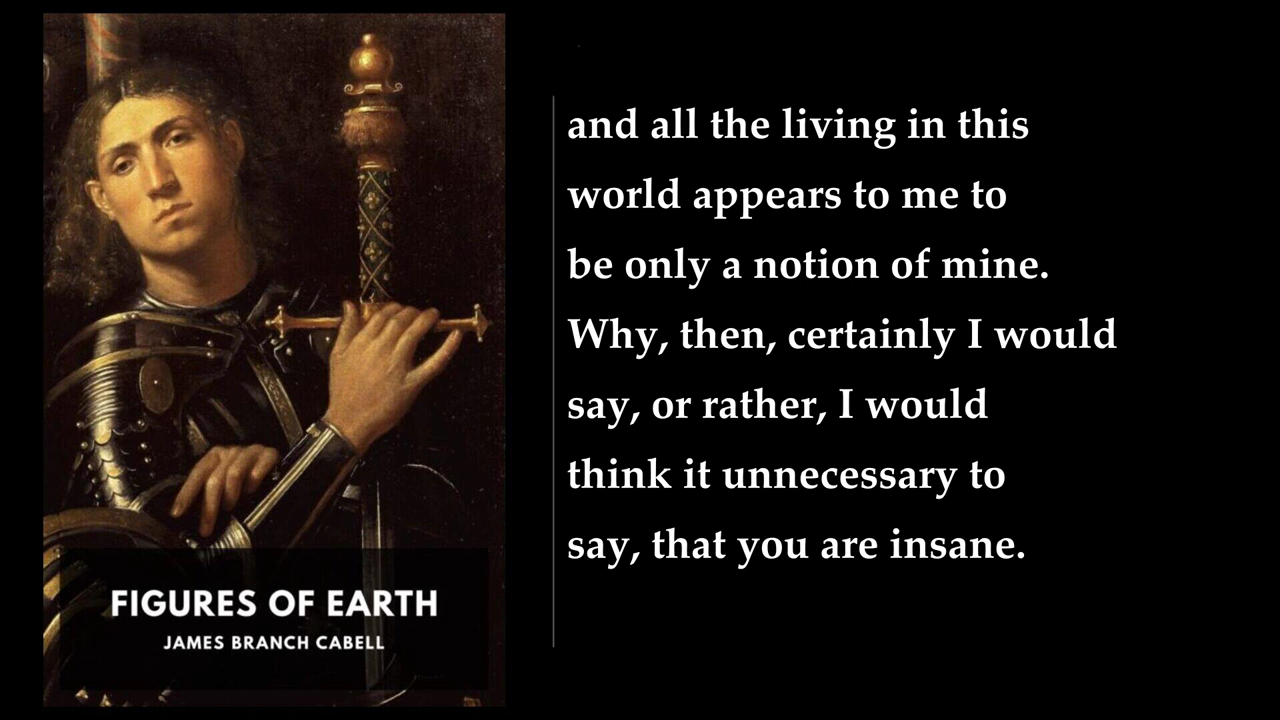 FIGURES OF EARTH
JAMES BRANCH CABELL
and all the living in this
world appears to me to
be only a notion of mine.
Why, then, certainly I would
say, or rather, I would
think it unnecessary to
say, that you are insane.